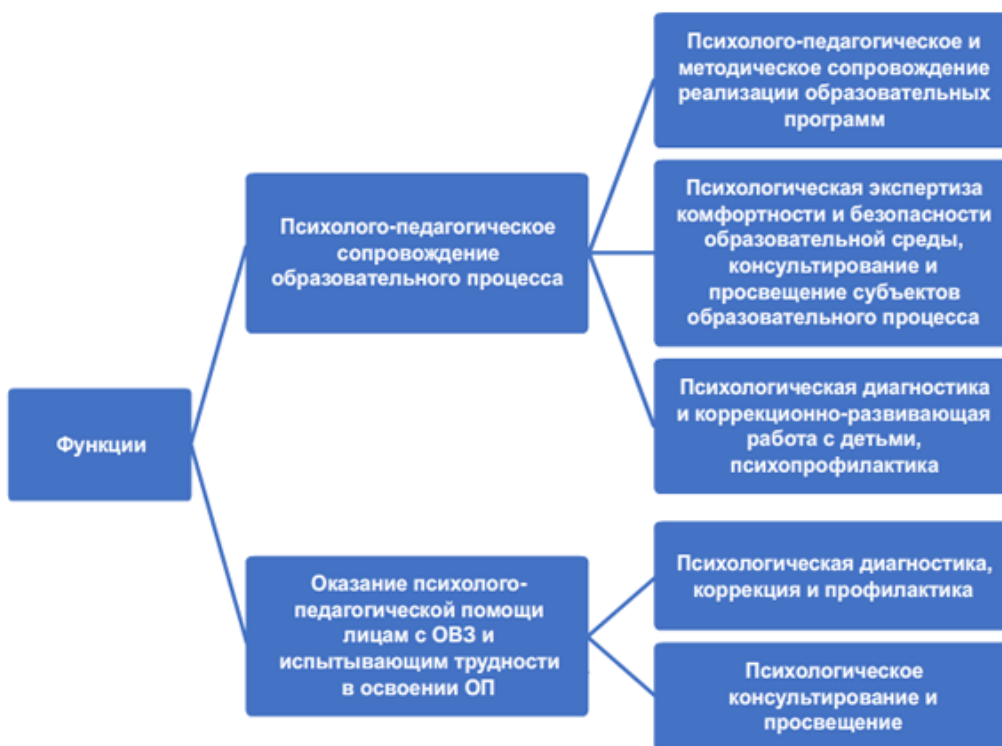 Функции
Психолого-педагогическое
сопровождение
образовательного процесса
Психолого-педагогическое и
методическое сопровождение
реализации образовательных
программ
Психологическая экспертиза
комфортности и безопасности
образовательной среды,
консультирование и
просвещение субъектов
образовательного процесса
Психологическая диагностика
и коррекционно-развивающая
работа с детьми,
психопрофилактика
Оказание психолого-
педагогической помощи
лицам с ОВЗ и
испытывающим трудности
в освоении ОП
Психологическая диагностика,
коррекция и профилактика
Психологическое
консультирование и
просвещение